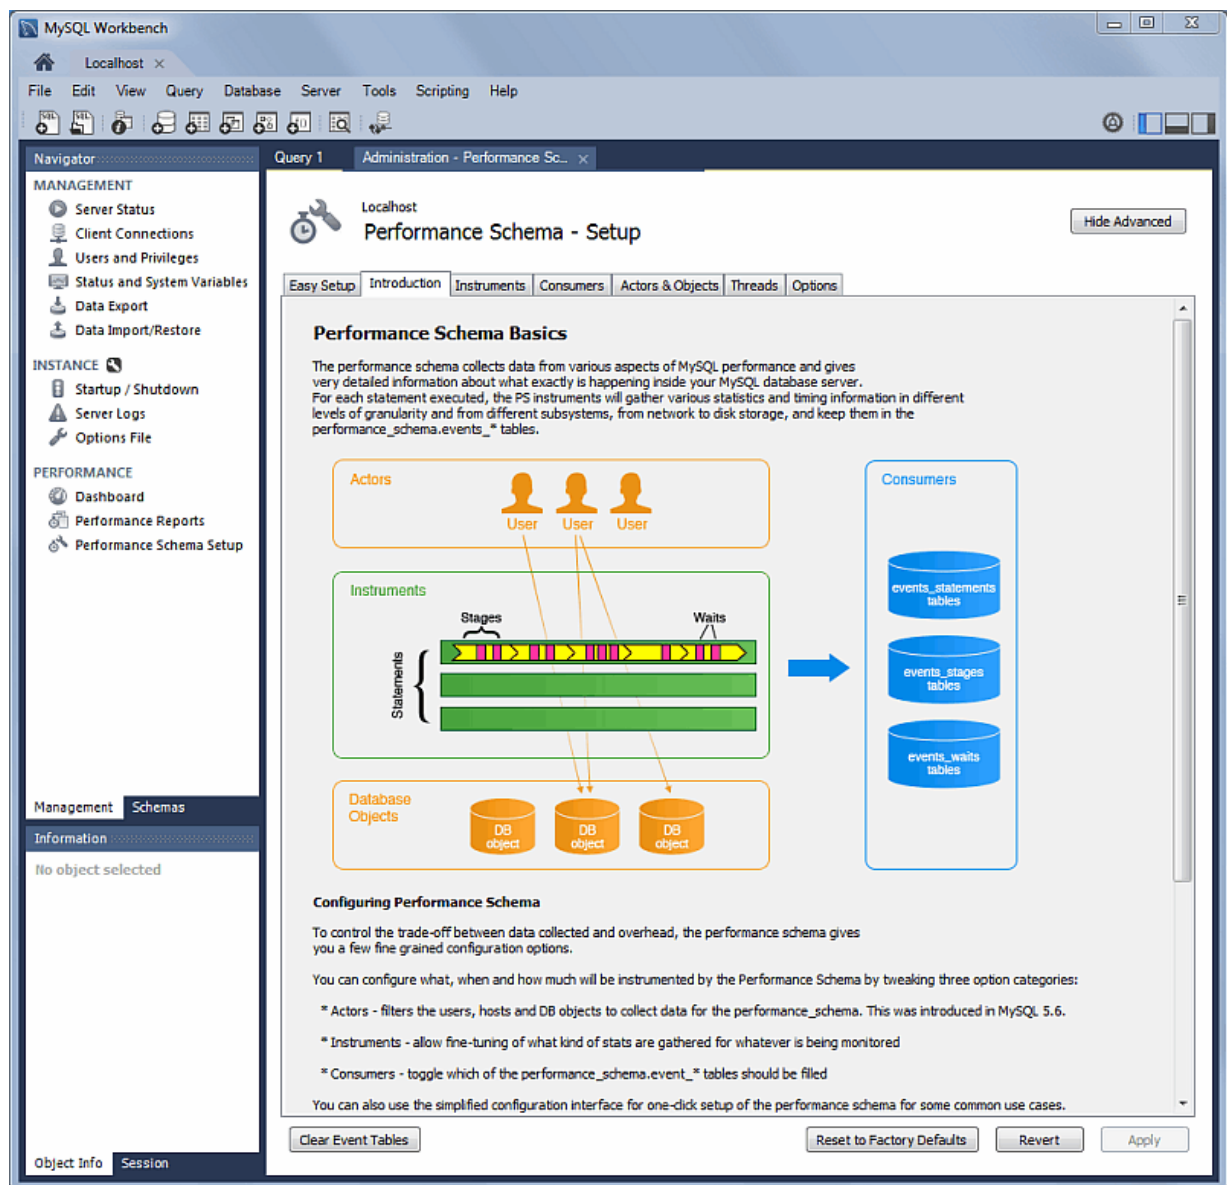 MySQL Workbench
Localhost
File Edit View Query Database Server Tools Scripting Help
Navigator
MANAGEMENT
Server Status
Client Connections
Users and Privileges
Status and System Variables
Data Export
Data Import/Restore
INSTANCE
Startup / Shutdown
Server Logs
Options File
PERFORMANCE
Dashboard
Performance Reports
Performance Schema Setup
Management Schemas
Information
No object selected
Object Info Session
Query 1 Administration - Performance Sc...
Localhost
Performance Schema - Setup
Hide Advanced
Easy Setup Introduction Instruments Consumers Actors & Objects Threads Options
Performance Schema Basics
The performance schema collects data from various aspects of MySQL performance and gives
very detailed information about what exactly is happening inside your MySQL database server.
For each statement executed, the PS instruments will gather various statistics and timing information in different
levels of granularity and from different subsystems, from network to disk storage, and keep them in the
performance_schema.events_* tables.
Actors
User User User
Instruments
Stages Waits
Statements
Database
Objects
DB DB DB
object object object
Consumers
events_statements
tables
events_stages
tables
events_waits
tables
Configuring Performance Schema
To control the trade-off between data collected and overhead, the performance schema gives
you a few fine grained configuration options.
You can configure what, when and how much will be instrumented by the Performance Schema by tweaking three option categories:
* Actors - filters the users, hosts and DB objects to collect data for the performance_schema. This was introduced in MySQL 5.6.
* Instruments - allow fine-tuning of what kind of stats are gathered for whatever is being monitored
* Consumers - toggle which of the performance_schema.event_* tables should be filled
You can also use the simplified configuration interface for one-click setup of the performance schema for some common use cases.
Clear Event Tables Reset to Factory Defaults Revert Apply